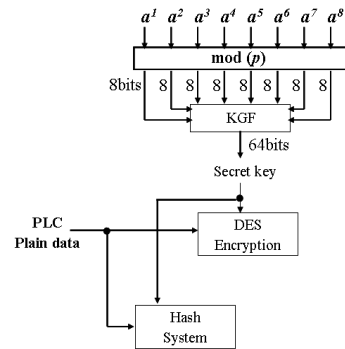 a¹ a² a³ a⁴ a⁵ a⁶ a⁷ a⁸
mod (p)
8bits 8 8 8 8 8 8 8
KGF
64bits
Secret key
PLC
Plain data
DES
Encryption
Hash
System